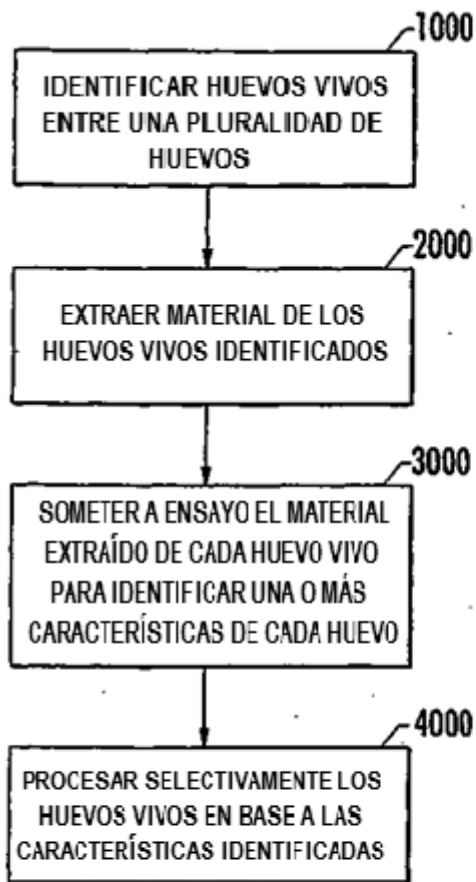 1000
IDENTIFICAR HUEVOS VIVOS
ENTRE UNA PLURALIDAD DE
HUEVOS
2000
EXTRAER MATERIAL DE LOS
HUEVOS VIVOS IDENTIFICADOS
3000
SOMETER A ENSAYO EL MATERIAL
EXTRAÍDO DE CADA HUEVO VIVO
PARA IDENTIFICAR UNA O MÁS
CARACTERÍSTICAS DE CADA HUEVO
4000
PROCESAR SELECTIVAMENTE LOS
HUEVOS VIVOS EN BASE A LAS
CARACTERÍSTICAS IDENTIFICADAS